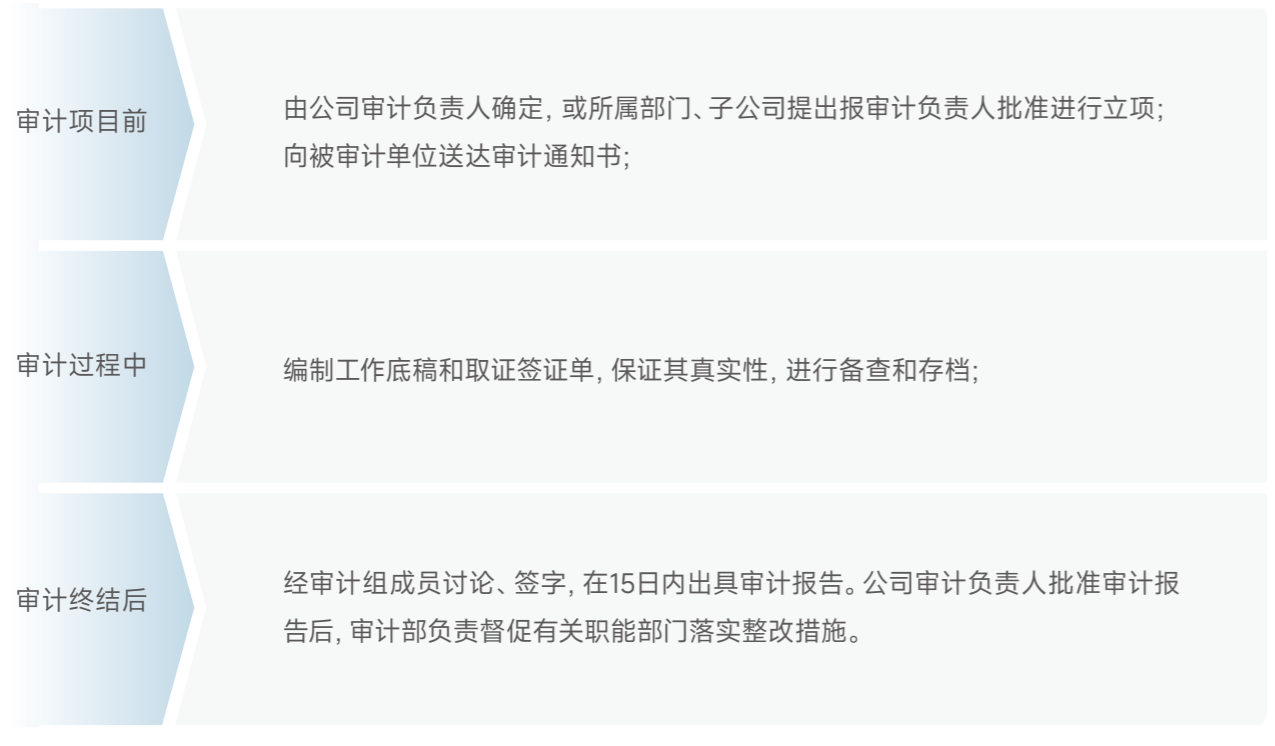 审计项目前
由公司审计负责人确定, 或所属部门、子公司提出报审计负责人批准进行立项;
向被审计单位送达审计通知书;
审计过程中
编制工作底稿和取证签证单, 保证其真实性, 进行备查和存档;
审计终结后
经审计组成员讨论、签字, 在15日内出具审计报告。公司审计负责人批准审计报
告后, 审计部负责督促有关职能部门落实整改措施。